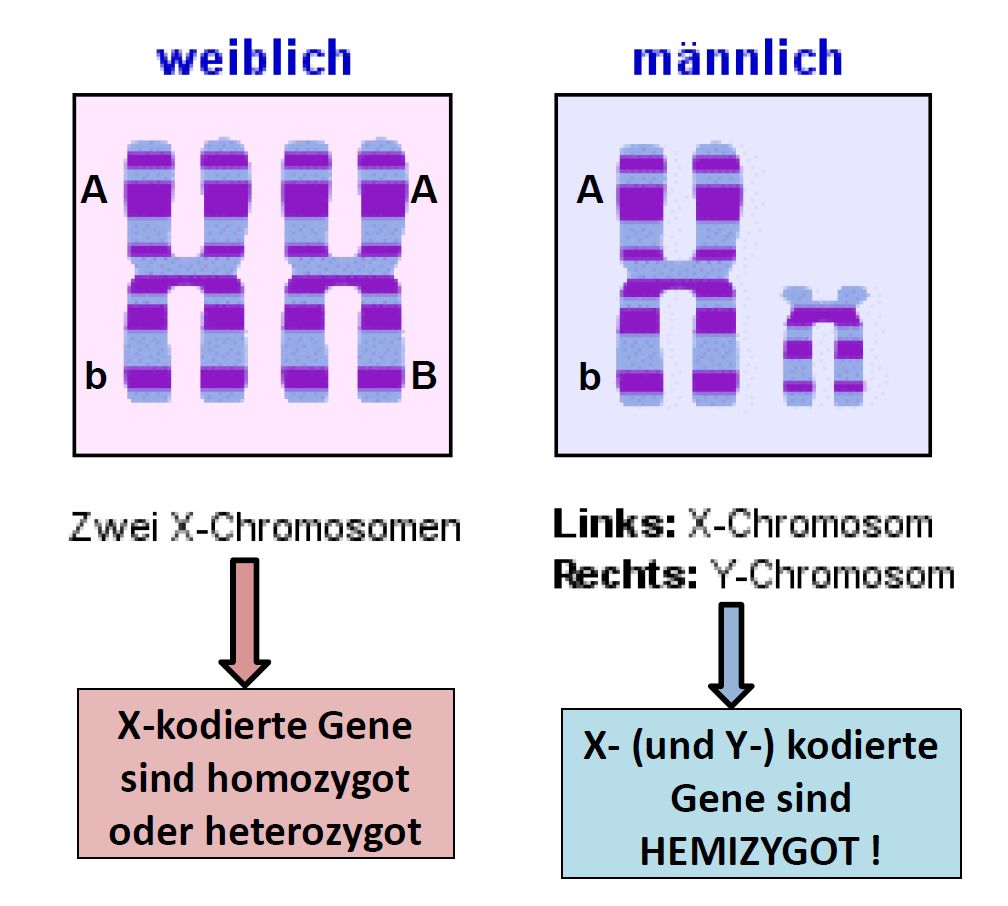 weiblich
männlich
A
A
b
B
A
b
Zwei X-Chromosomen
Links: X-Chromosom
Rechts: Y-Chromosom
X-kodierte Gene
sind homozygot
oder heterozygot
X- (und Y-) kodierte
Gene sind
HEMIZYGOT !